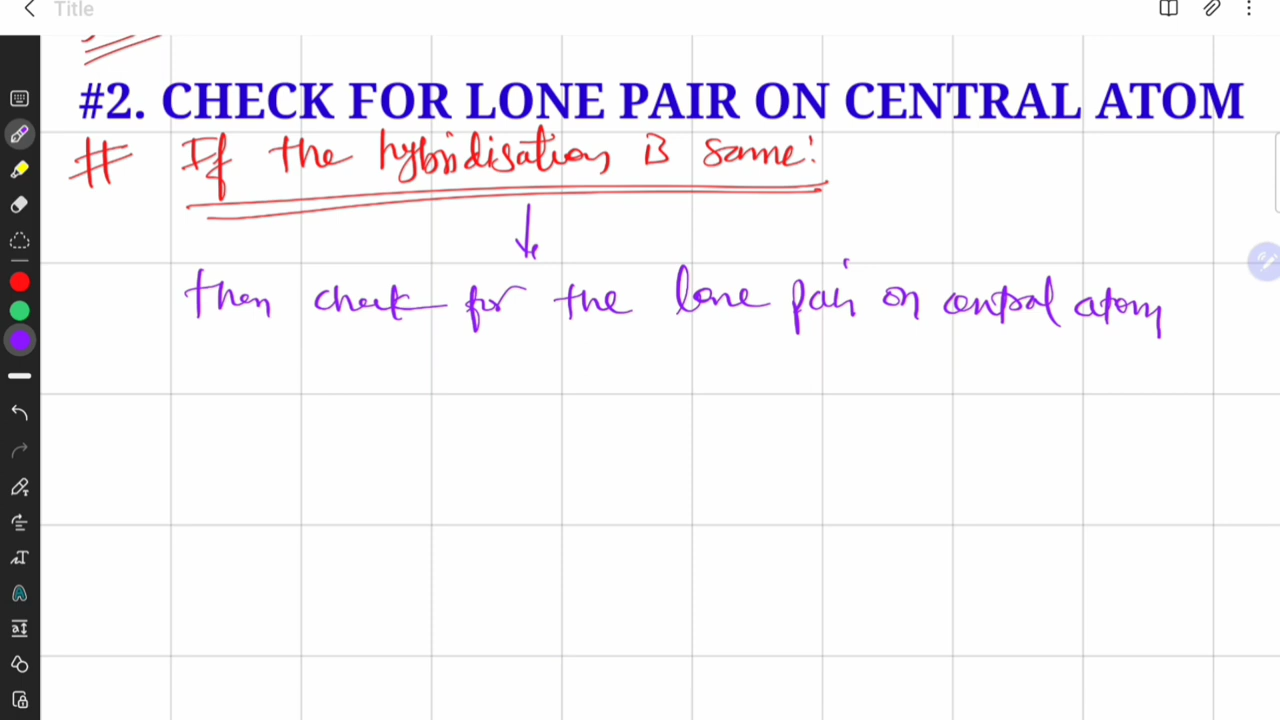 Title
#2. CHECK FOR LONE PAIR ON CENTRAL ATOM
# If the hybridisation is same:
then check for the lone pair on central atom